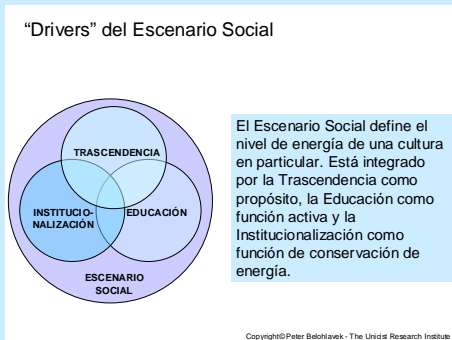 “Drivers” del Escenario Social
TRASCENDENCIA
INSTITUCIO-
NALIZACIÓN
EDUCACIÓN
ESCENARIO
SOCIAL
El Escenario Social define el
nivel de energía de una cultura
en particular. Está integrado
por la Trascendencia como
propósito, la Educación como
función activa y la
Institucionalización como
función de conservación de
energía.
Copyright© Peter Belohlavek - The Unicist Research Institute